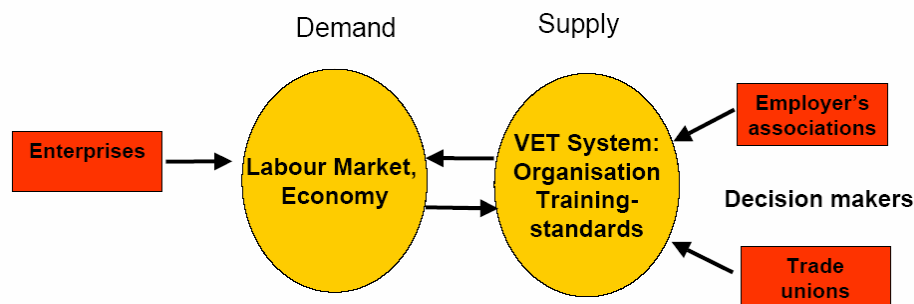 Demand
Supply
Enterprises
Labour Market,
Economy
VET System:
Organisation
Training-
standards
Employer's
associations
Decision makers
Trade
unions